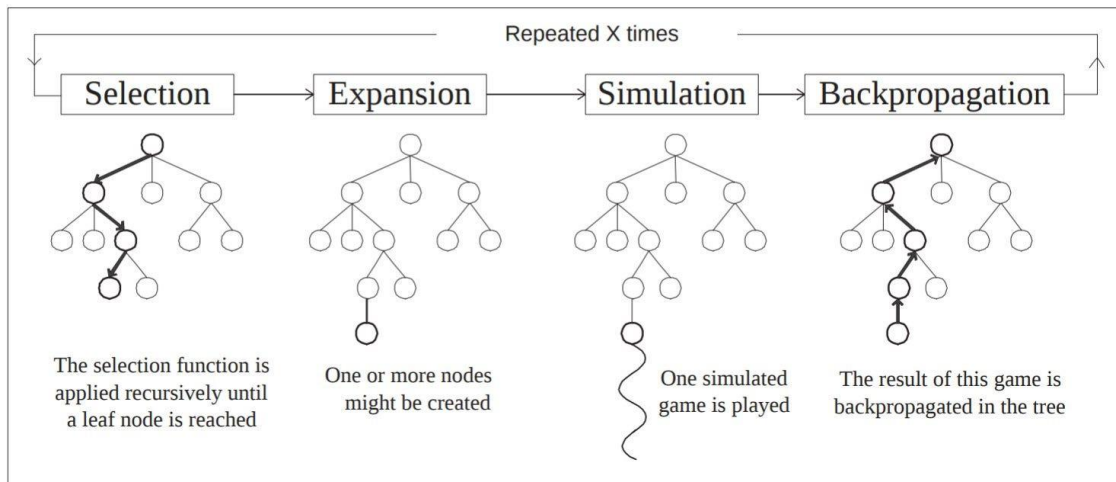 Repeated X times
Selection
Expansion
Simulation
Backpropagation
The selection function is
applied recursively until
a leaf node is reached
One or more nodes
might be created
One simulated
game is played
The result of this game is
backpropagated in the tree